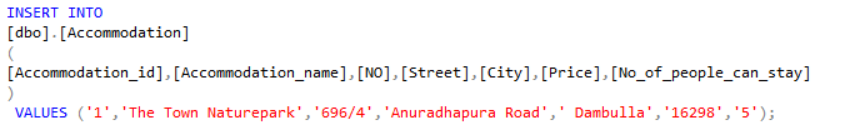 INSERT INTO
[dbo].[Accommodation]
(
[Accommodation_id],[Accommodation_name],[NO],[Street],[City],[Price],[No_of_people_can_stay]
)
VALUES ('1','The Town Naturepark','696/4','Anuradhapura Road',' Dambulla','16298','5');